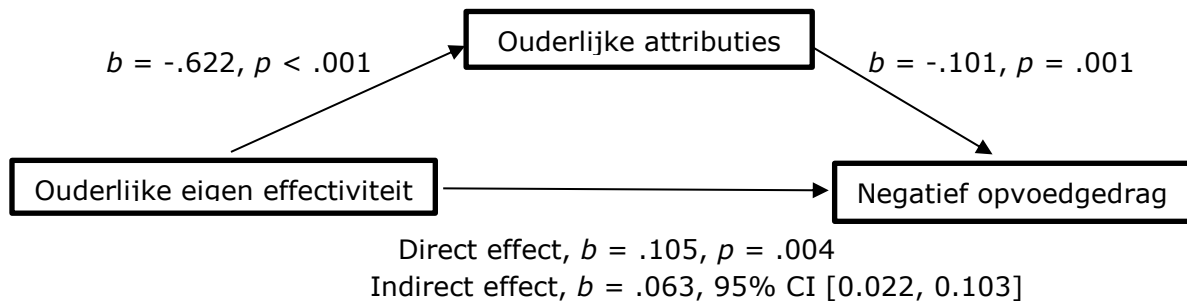 Ouderlijke attributies
b = -.622, p < .001
b = -.101, p = .001
Ouderlijke eigen effectiviteit
Negatief opvoedgedrag
Direct effect, b = .105, p = .004
Indirect effect, b = .063, 95% CI [0.022, 0.103]